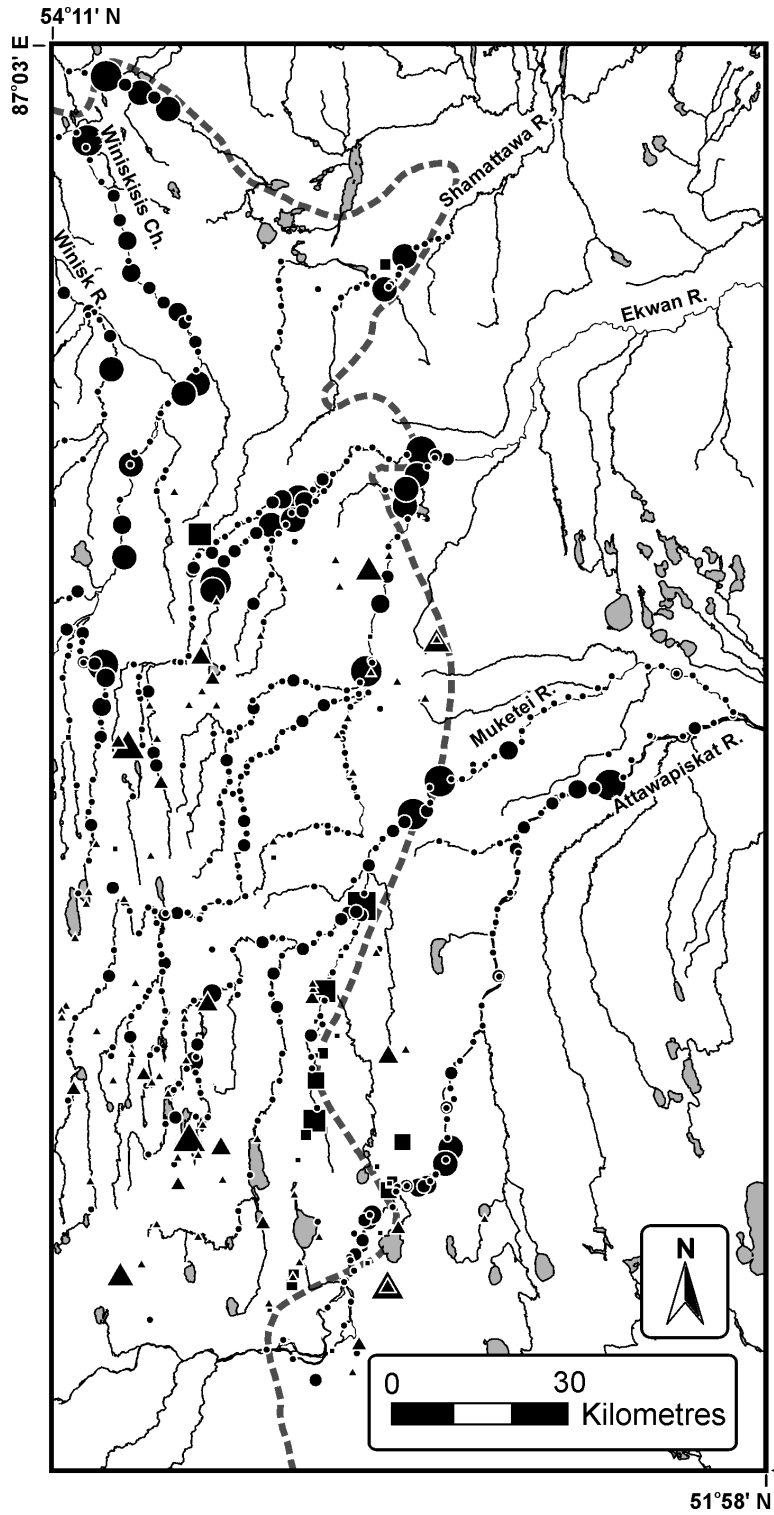 54°11' N
87°03' E
Winiskisis Ch.
Shamattawa R.
Winisk R.
Ekwan R.
Muketei R.
Attawapiskat R.
N
0 30
Kilometres
51°58' N